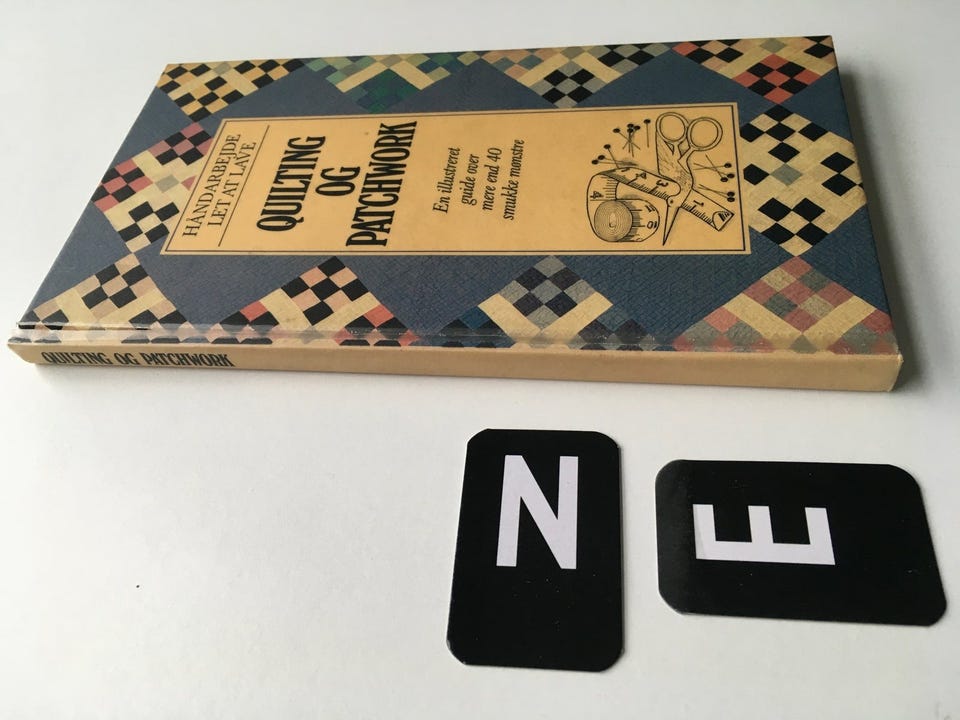 HÅNDARBEJDE
LET AT LAVE
QUILTING
OG
PATCHWORK
En illustreret
guide over
mere end 40
smukke mønstre
QUILTING OG PATCHWORK
N
E